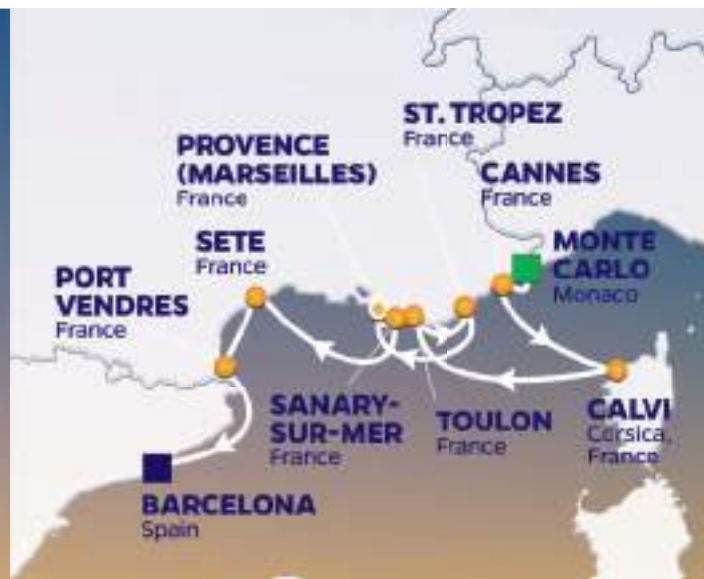 ST. TROPEZ
France
PROVENCE
(MARSEILLES)
France
CANNES
France
SETE
France
MONTE
CARLO
Monaco
PORT
VENDRES
France
SANARY-
SUR-MER
France
TOULON
France
CALVI
Corsica,
France
BARCELONA
Spain